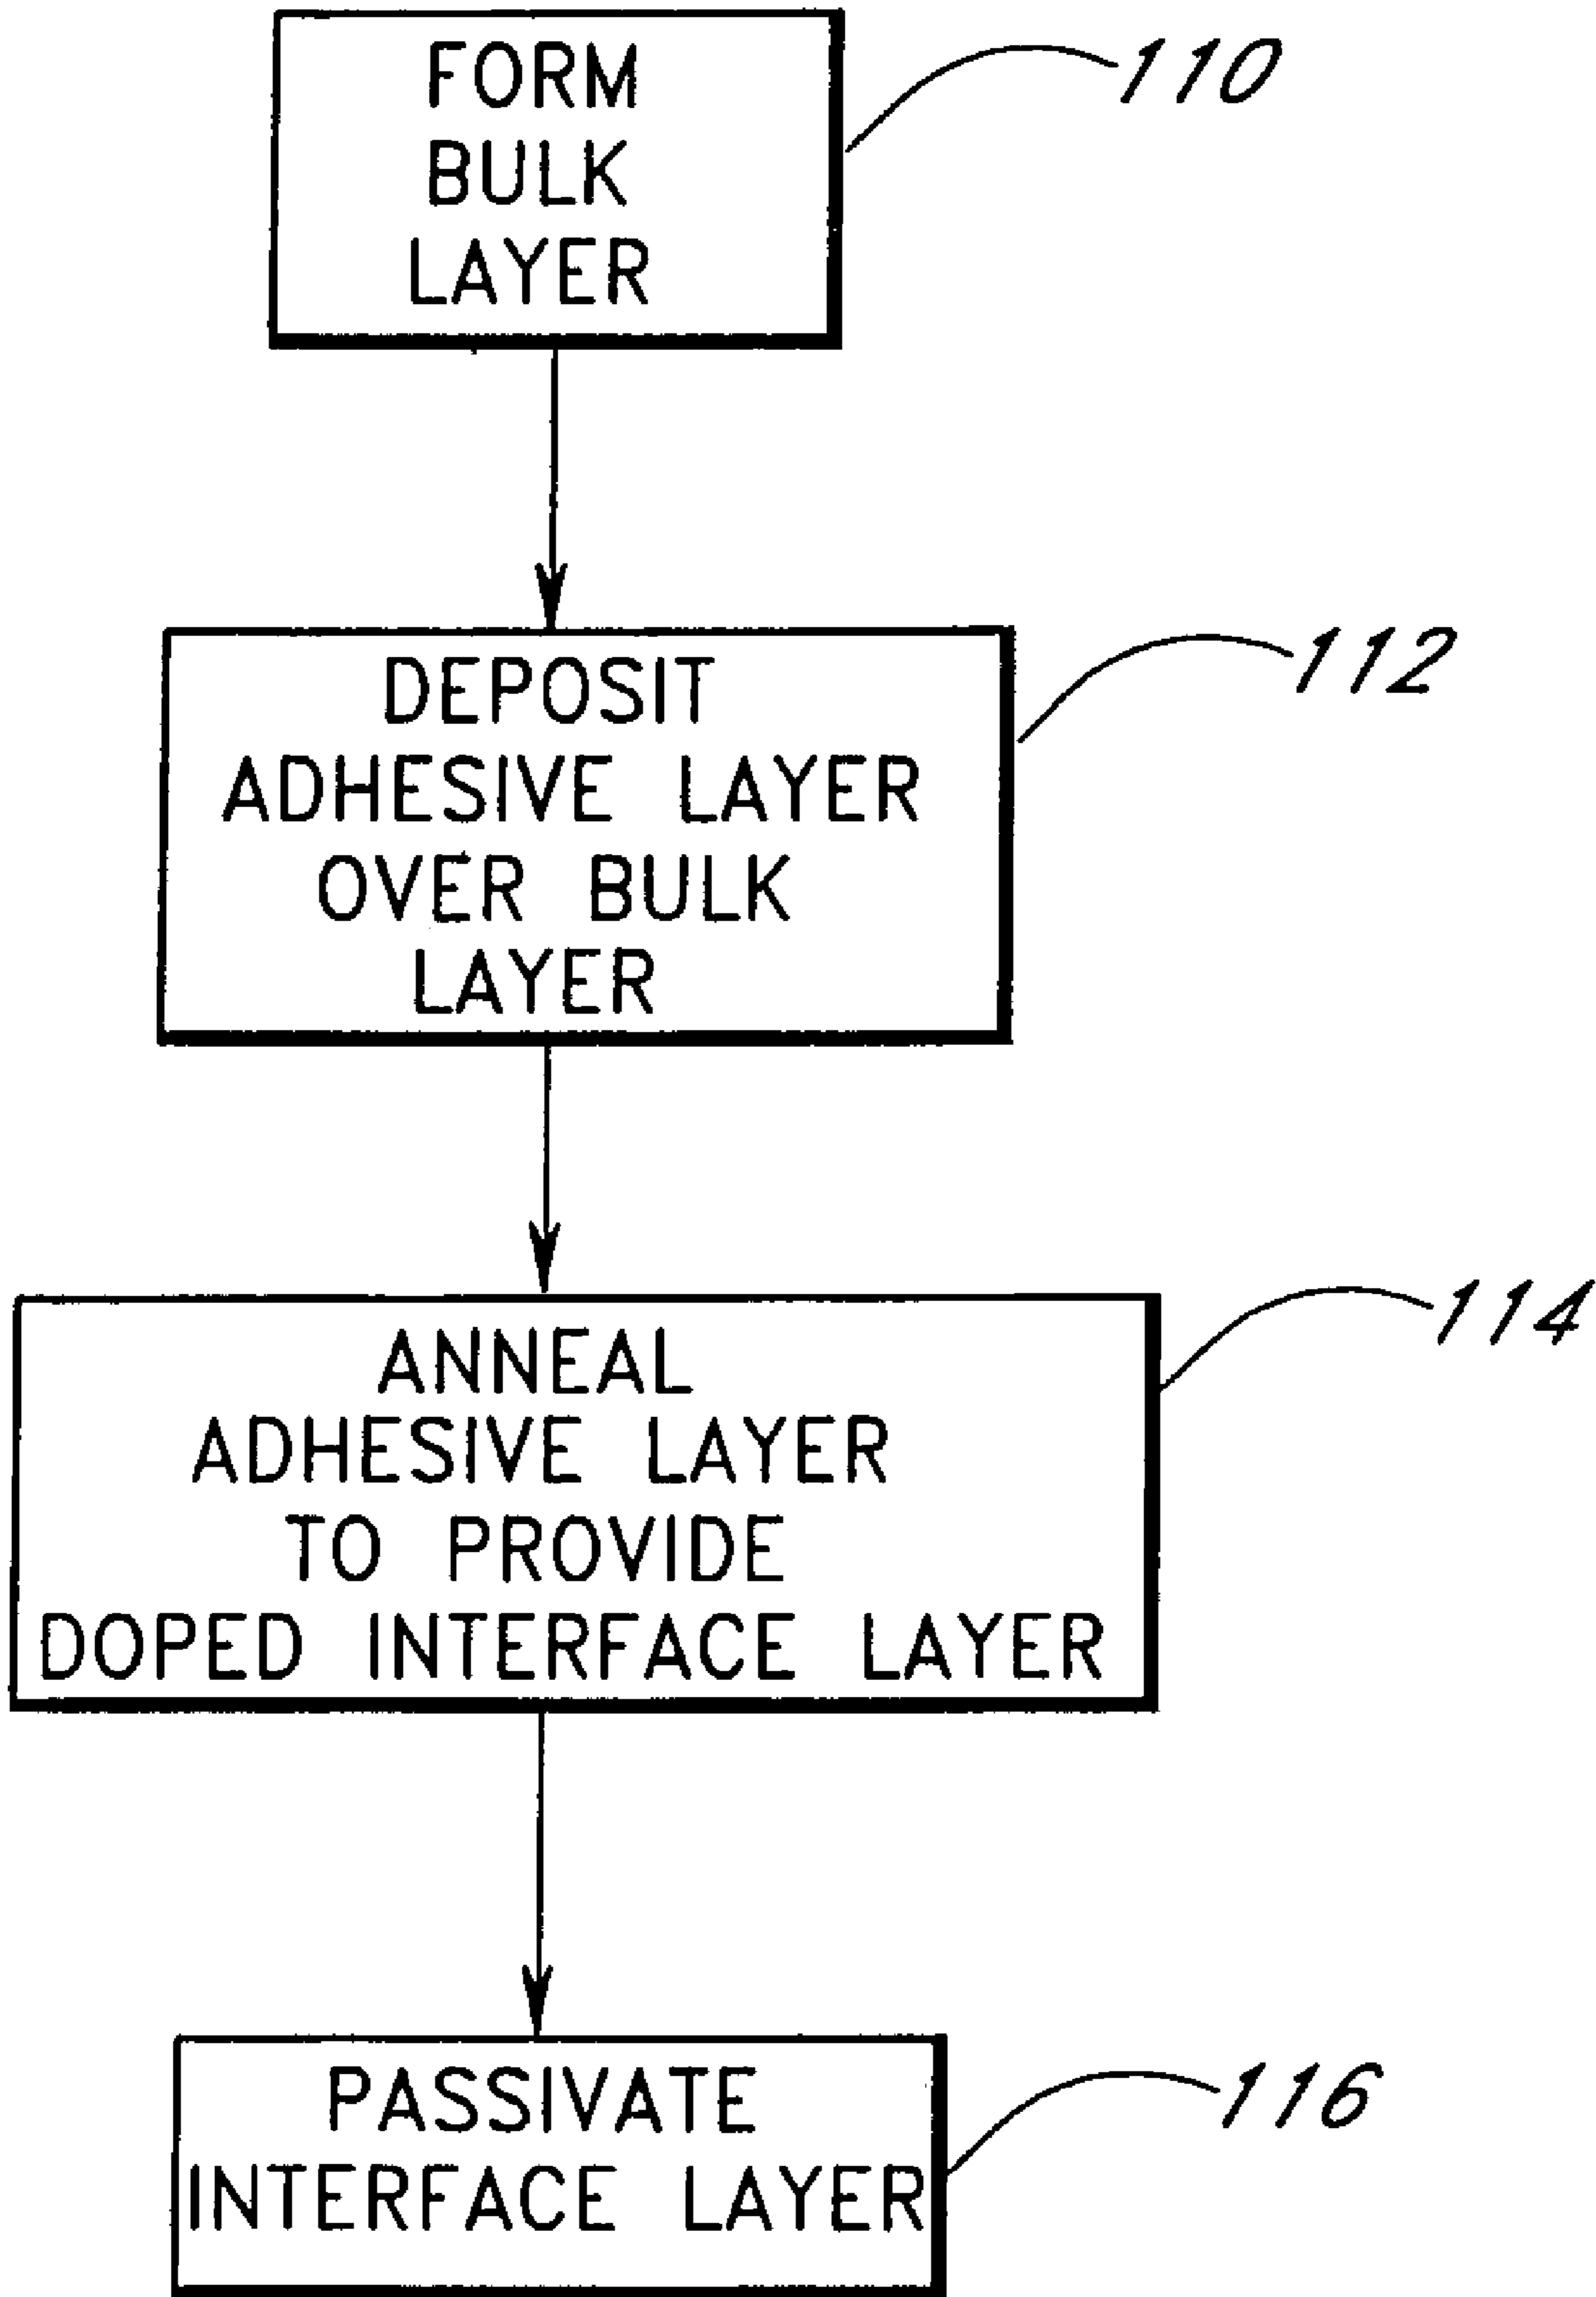 FORM
BULK
LAYER
110
DEPOSIT
ADHESIVE LAYER
OVER BULK
LAYER
112
ANNEAL
ADHESIVE LAYER
TO PROVIDE
DOPED INTERFACE LAYER
114
PASSIVATE
INTERFACE LAYER
116